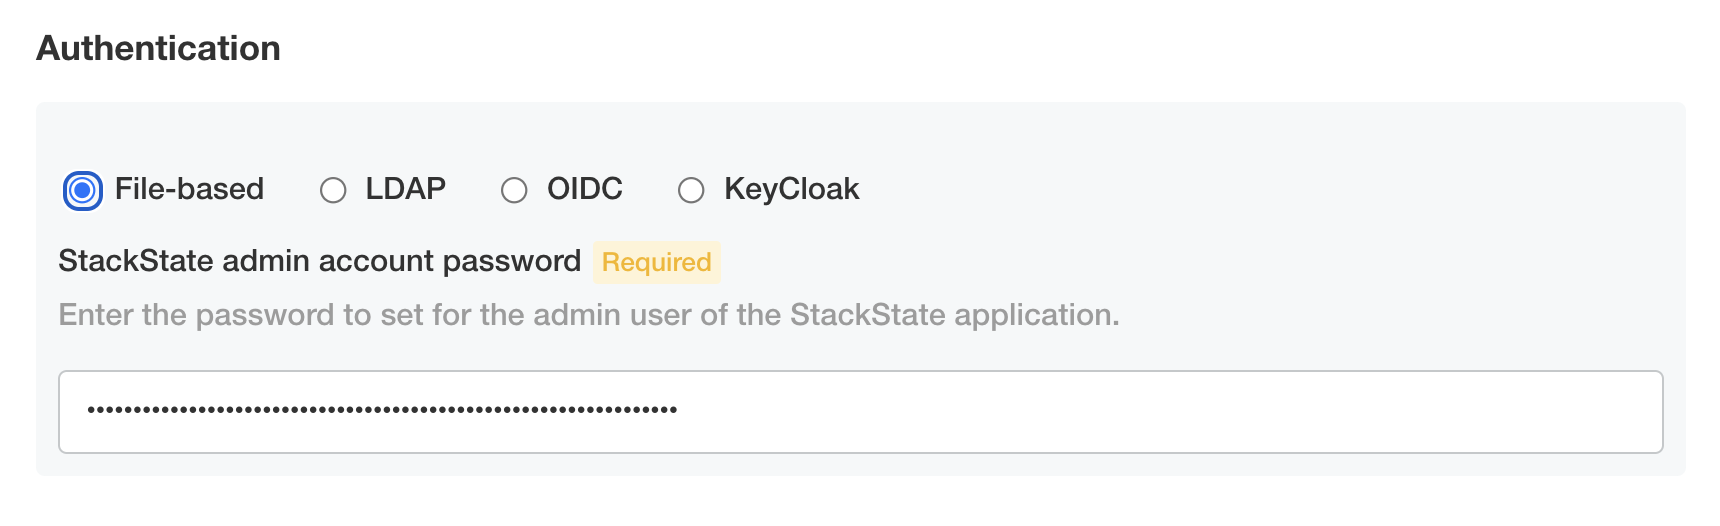 Authentication
File-based LDAP OIDC KeyCloak
StackState admin account password Required
Enter the password to set for the admin user of the StackState application.